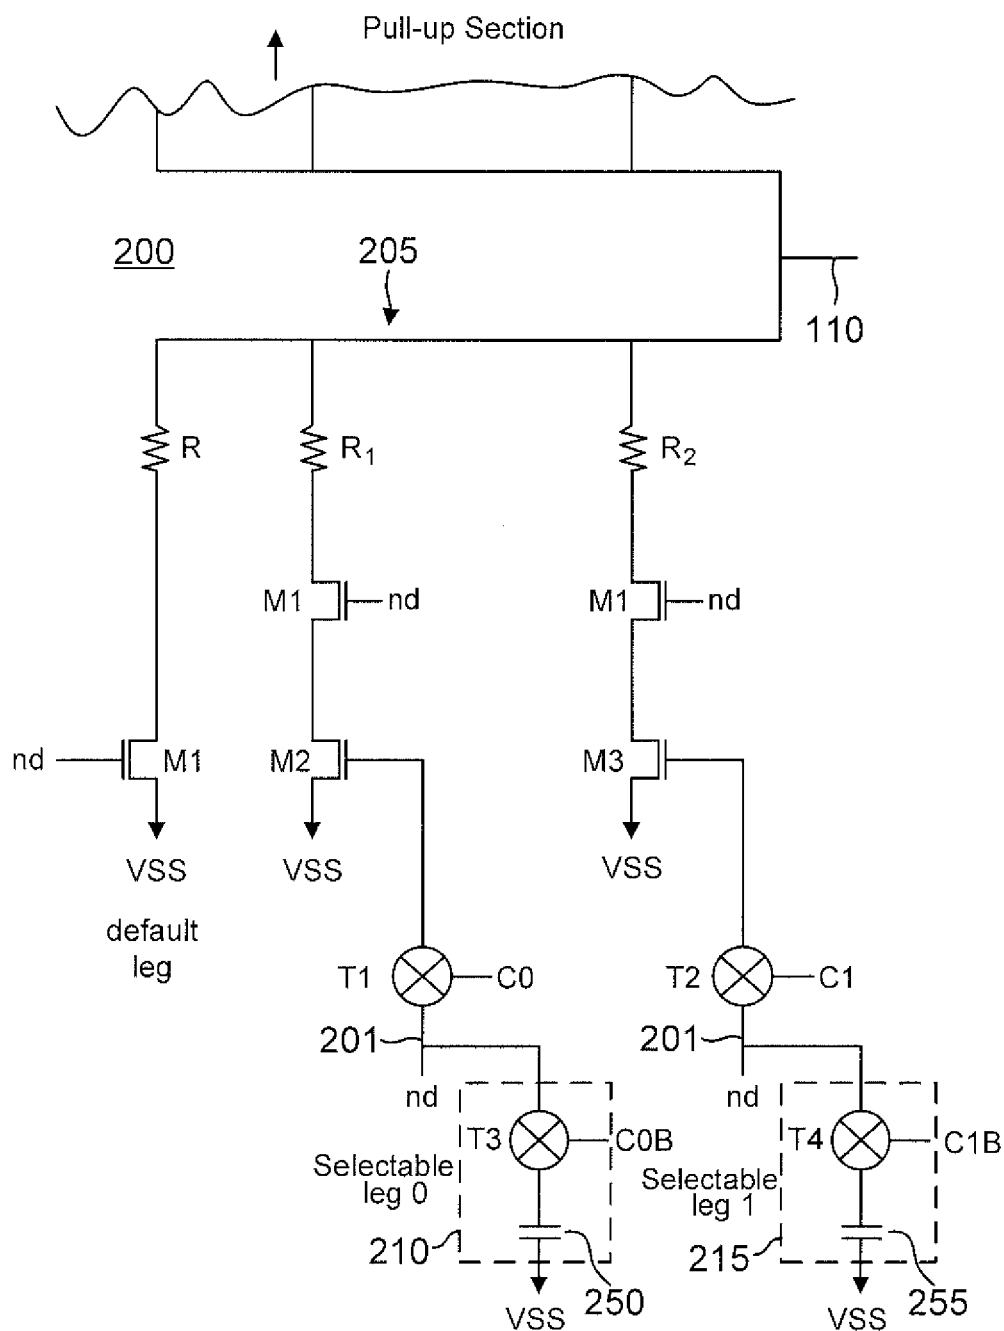 Pull-up Section
200
205
110
R
R1
R2
M1
nd
M1
nd
nd
M1
M2
M3
VSS
VSS
VSS
default
leg
T1
C0
T2
C1
201
201
nd
nd
T3
C0B
T4
C1B
Selectable
leg 0
Selectable
leg 1
210
250
215
255
VSS
VSS